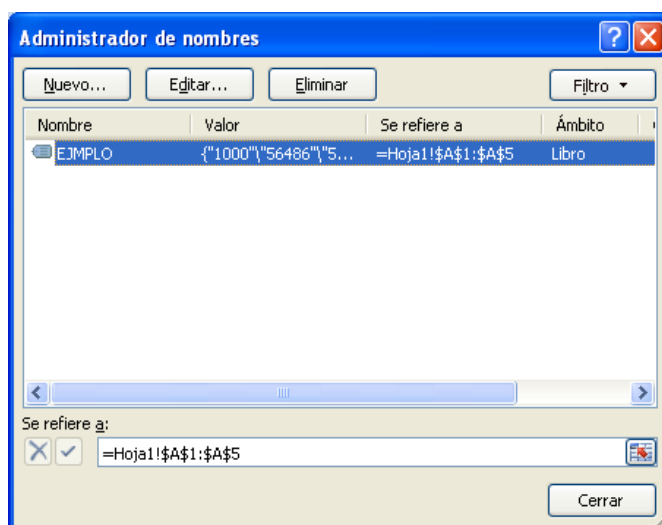 Administrador de nombres
Nuevo... Editar... Eliminar Filtro
Nombre Valor Se refiere a Ámbito
EJMPLO {"1000"\"56486"\"5... =Hoja1!$A$1:$A$5 Libro
Se refiere a:
=Hoja1!$A$1:$A$5
Cerrar